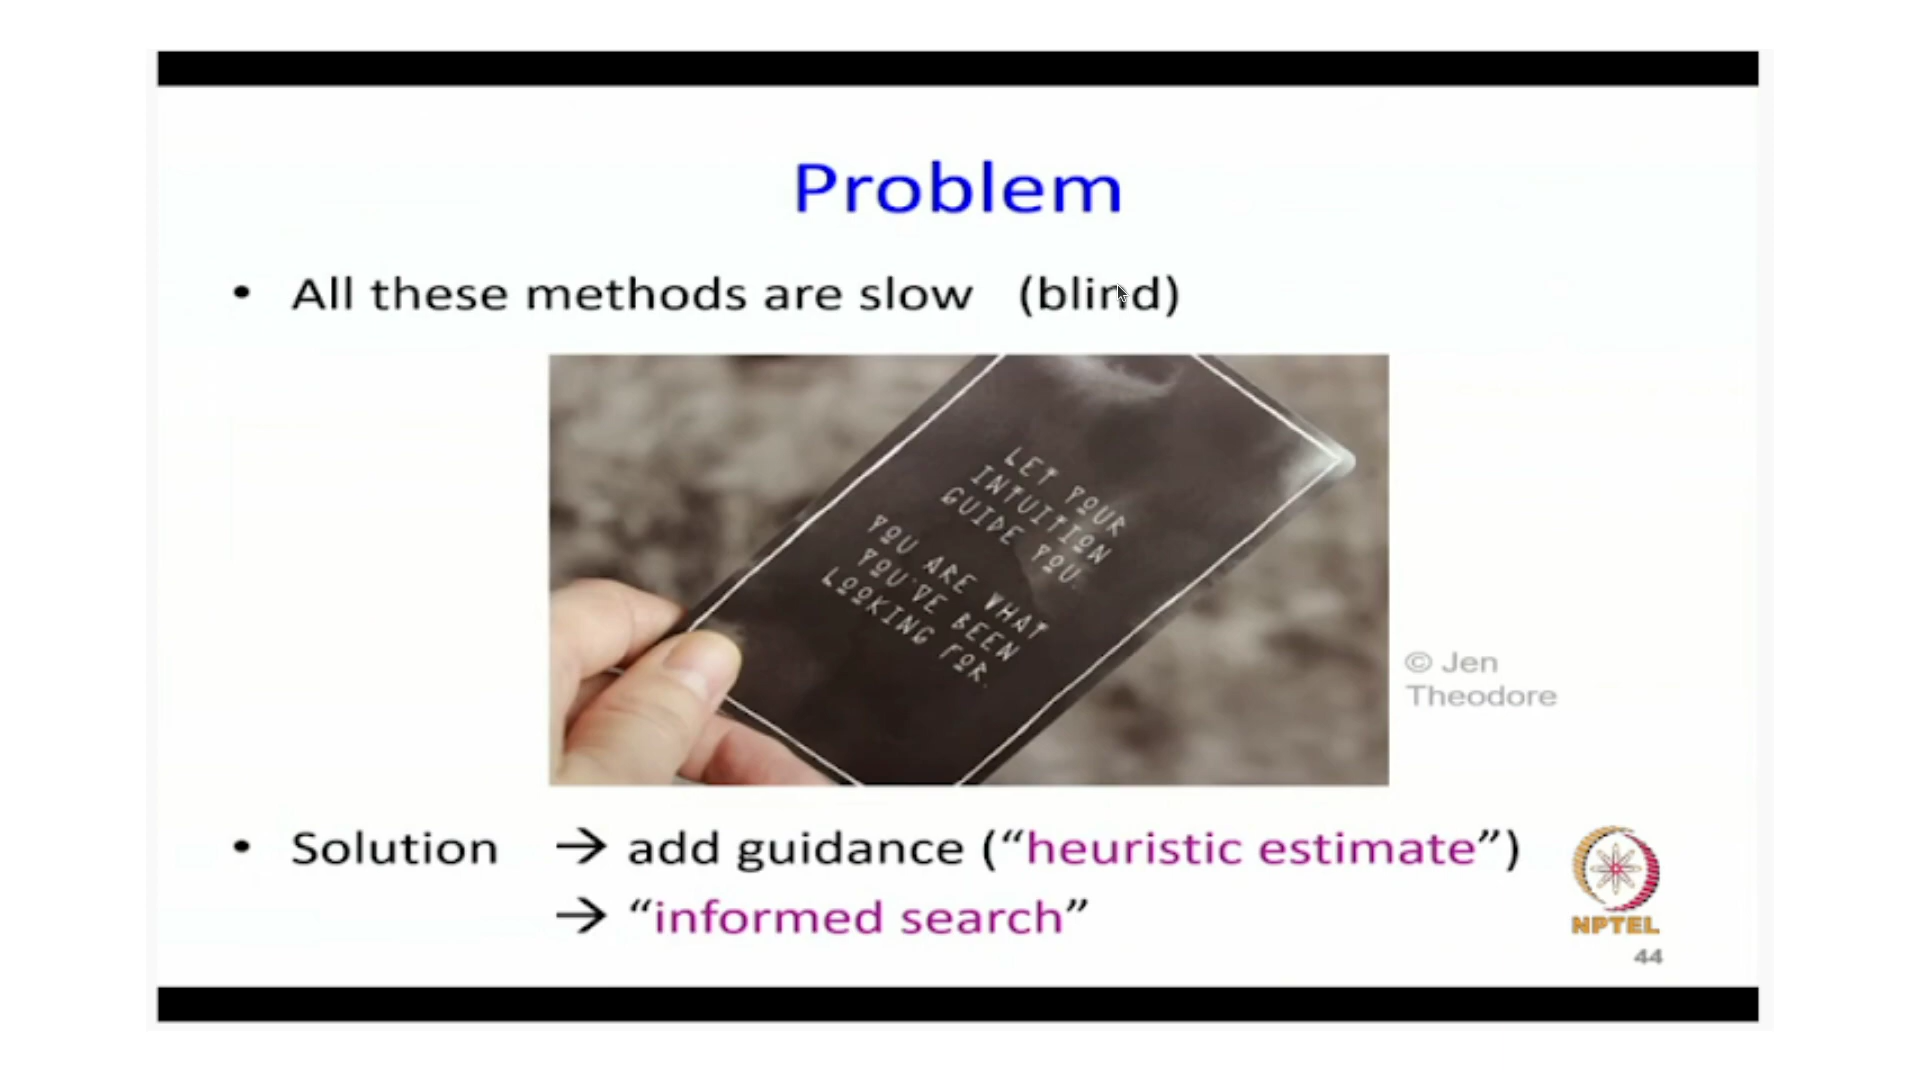 Problem
• All these methods are slow (blind)
LET YOUR
INTUITION
GUIDE YOU.
YOU ARE WHAT
YOU'VE BEEN
LOOKING FOR.
© Jen
Theodore
• Solution → add guidance (“heuristic estimate”)
→ “informed search”
NPTEL
44